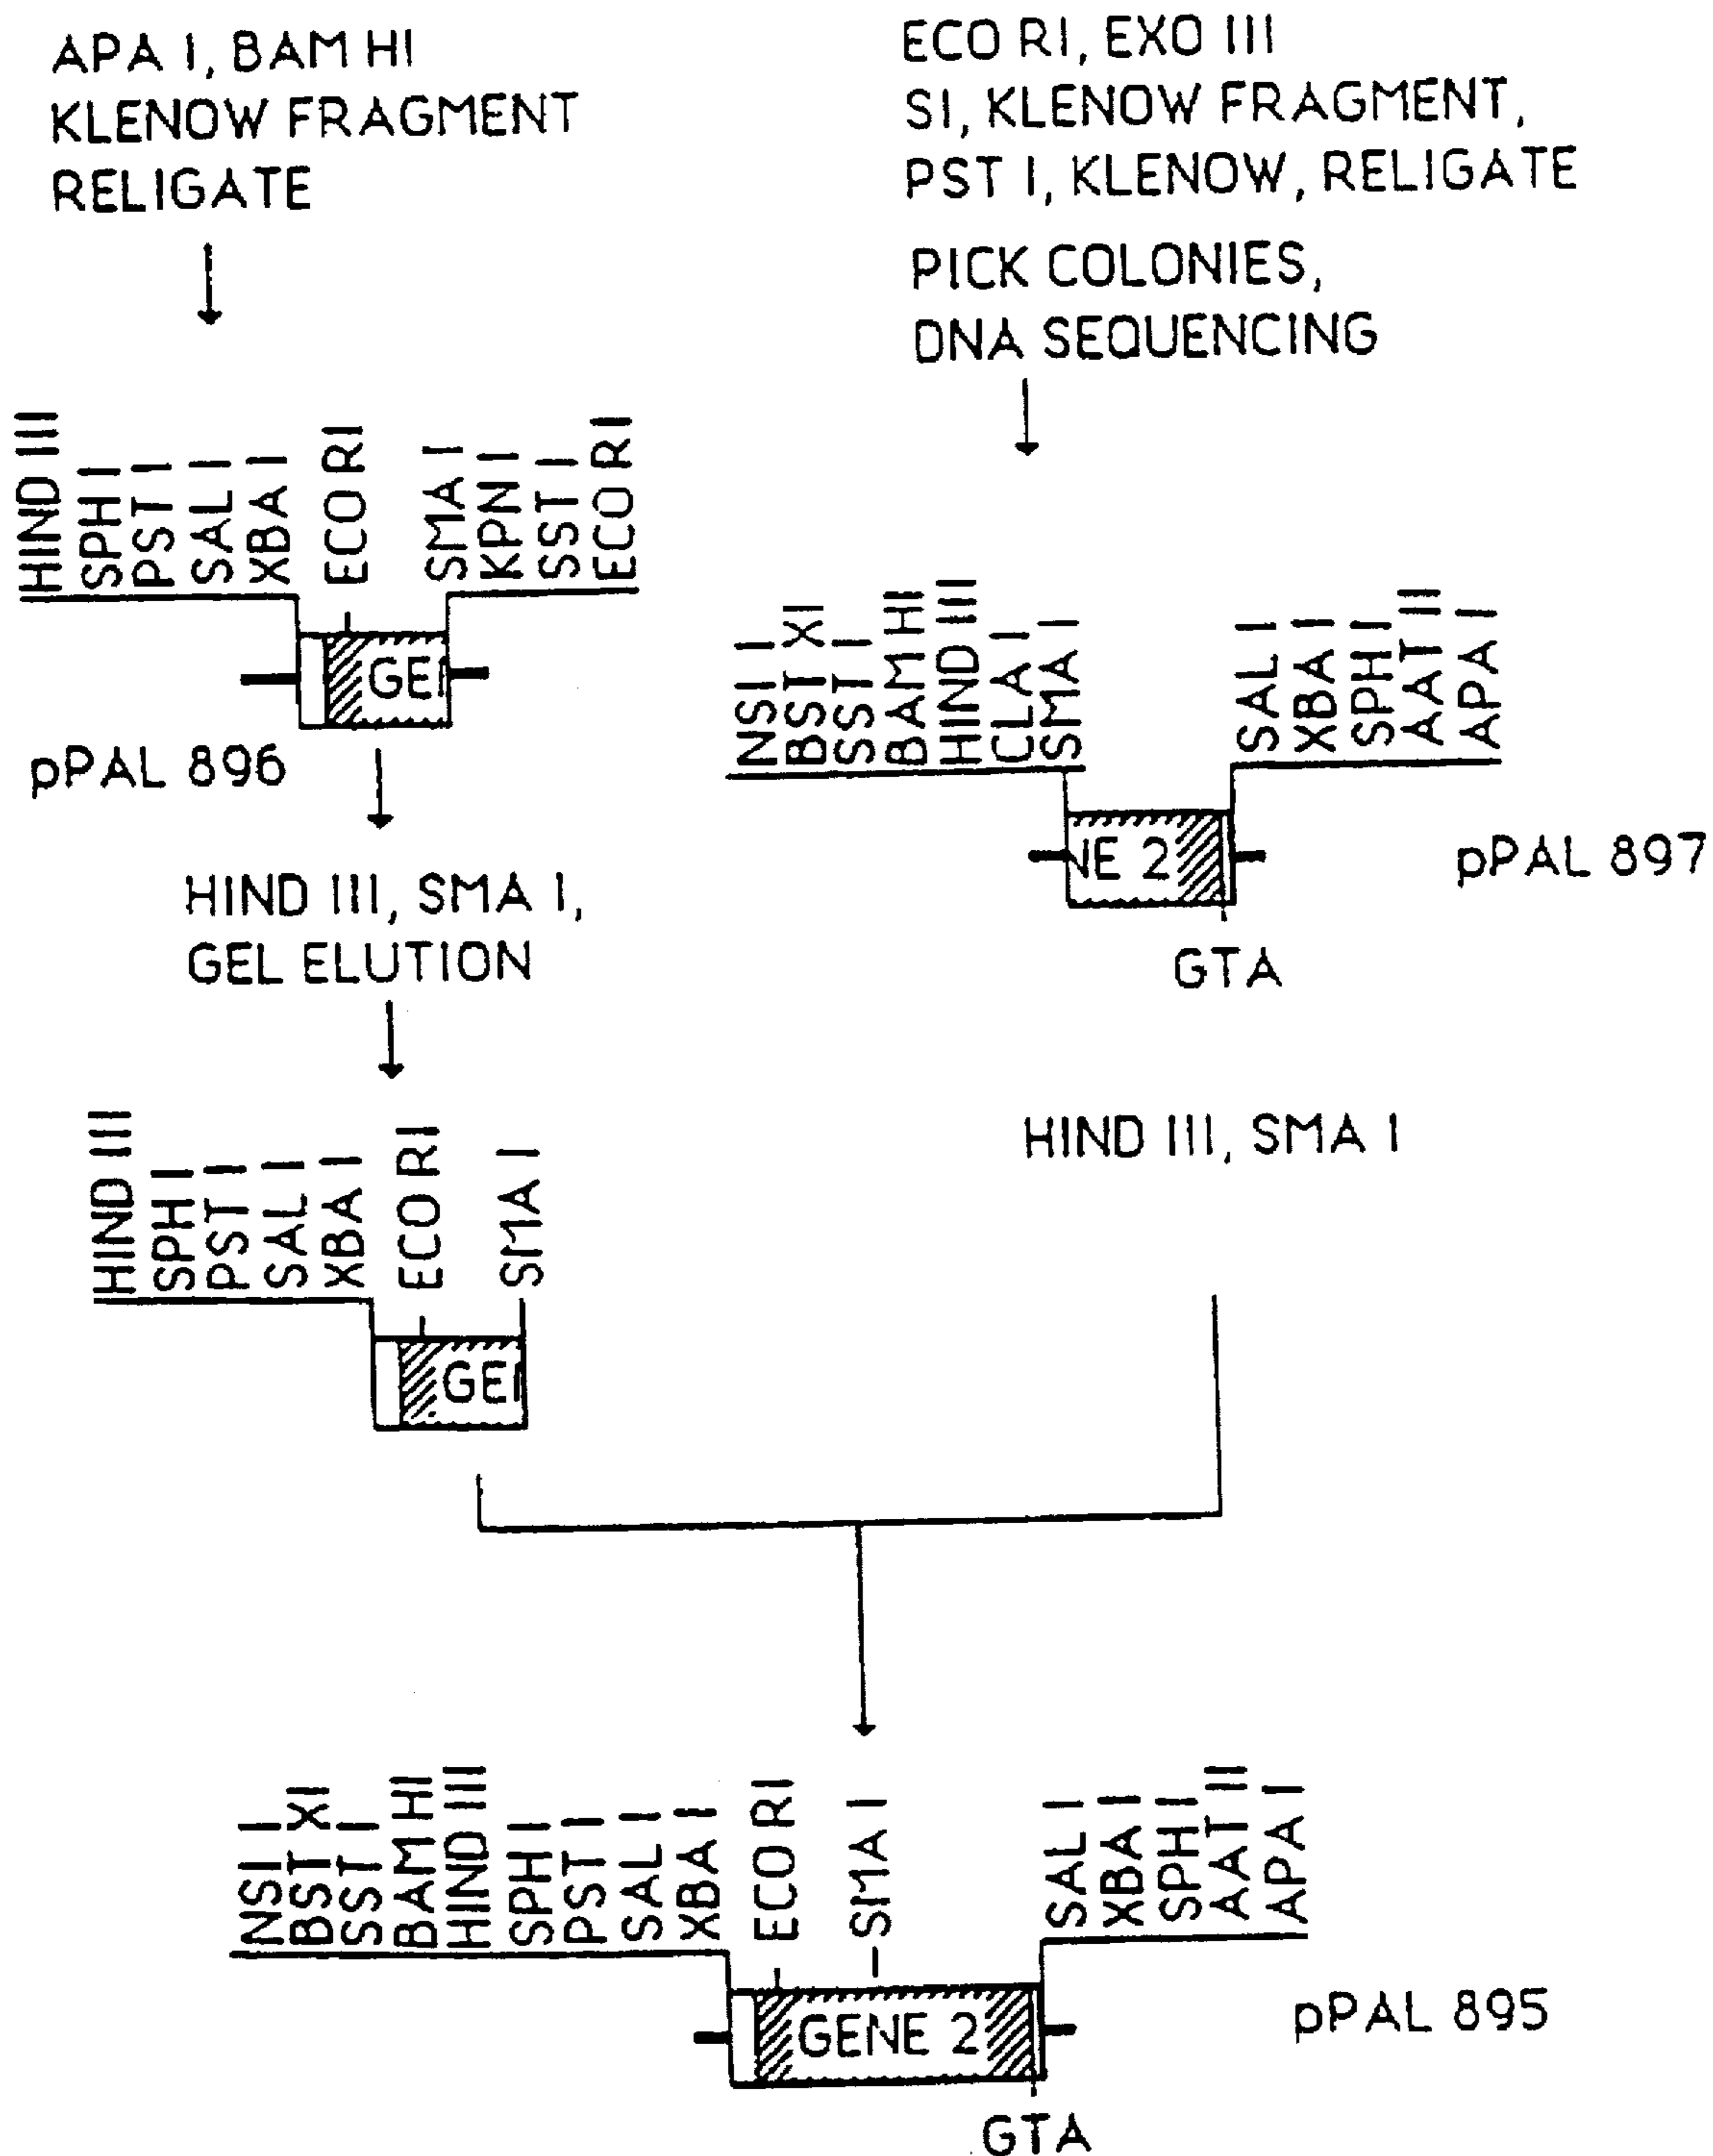 APA I, BAM HI
KLENOW FRAGMENT
RELIGATE
ECO RI, EXO III
SI, KLENOW FRAGMENT,
PST I, KLENOW, RELIGATE
PICK COLONIES,
DNA SEQUENCING
HIND III
SPH I
PST I
SAL I
XBA I
ECO RI
SMA I
KPN I
SST I
ECO RI
GEN
pPAL 896
NSI I
BST XI
SST I
BAM HI
HIND III
CLA I
SMA I
SAL I
XBA I
SPH I
AAT II
APA I
NE 2
pPAL 897
GTA
HIND III, SMA I,
GEL ELUTION
HIND III
SPH I
PST I
SAL I
XBA I
ECO RI
SMA I
GEN
HIND III, SMA I
NSI I
BST XI
SST I
BAM HI
HIND III
SPH I
PST I
SAL I
XBA I
ECO RI
SMA I
SAL I
XBA I
SPH I
AAT II
APA I
GENE 2
pPAL 895
GTA